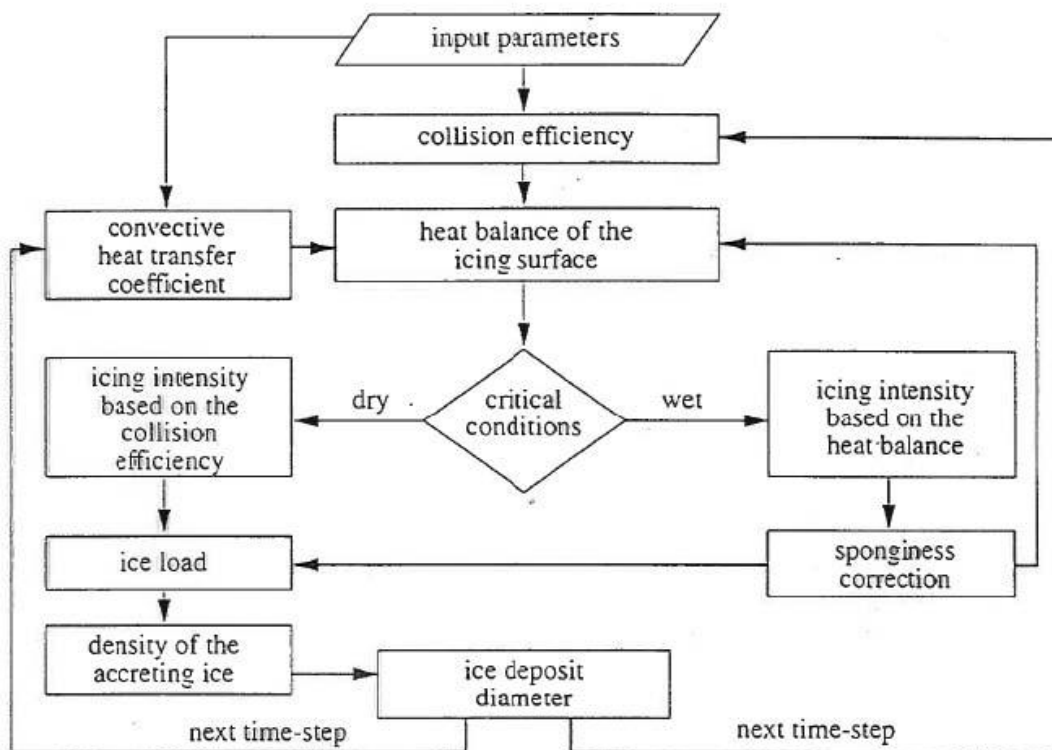 input parameters
collision efficiency
convective
heat transfer
coefficient
heat balance of the
icing surface
icing intensity
based on the
collision
efficiency
dry
critical
conditions
wet
icing intensity
based on the
heat balance
ice load
sponginess
correction
density of the
accreting ice
ice deposit
diameter
next time-step
next time-step